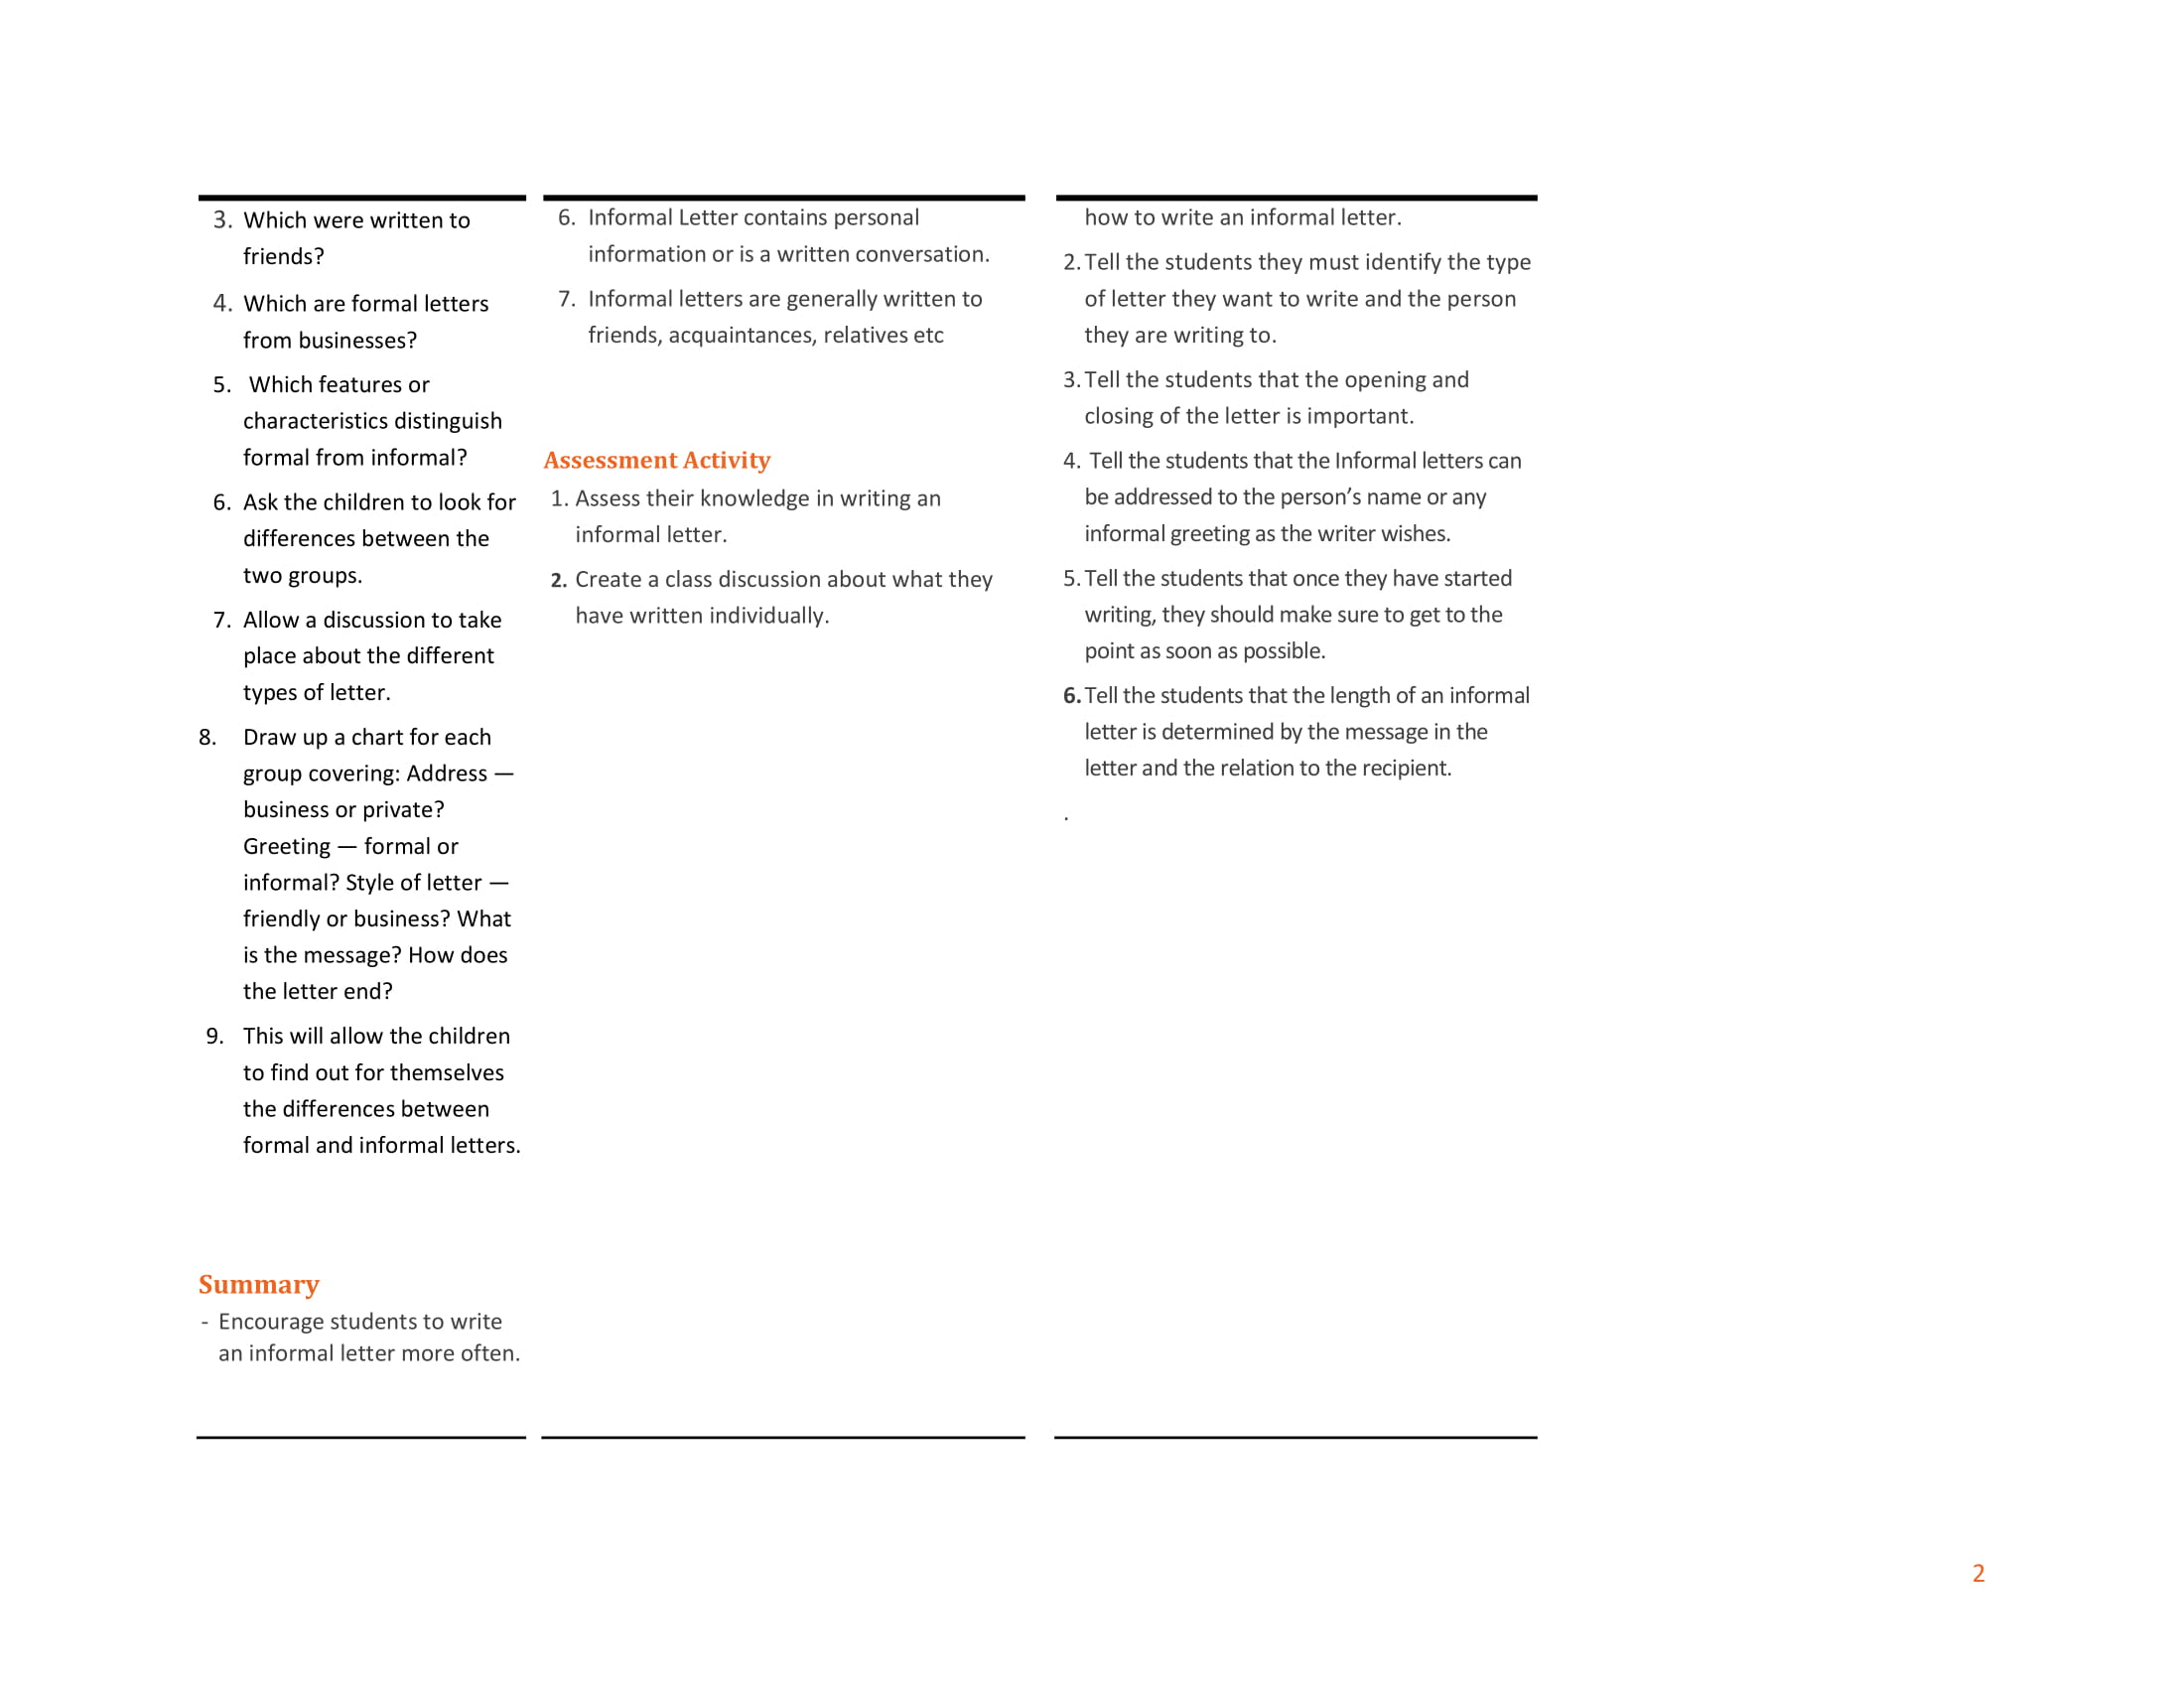 3. Which were written to
friends?
4. Which are formal letters
from businesses?
5. Which features or
characteristics distinguish
formal from informal?
6. Ask the children to look for
differences between the
two groups.
7. Allow a discussion to take
place about the different
types of letter.
8. Draw up a chart for each
group covering: Address —
business or private?
Greeting — formal or
informal? Style of letter —
friendly or business? What
is the message? How does
the letter end?
9. This will allow the children
to find out for themselves
the differences between
formal and informal letters.
Summary
- Encourage students to write
an informal letter more often.
6. Informal Letter contains personal
information or is a written conversation.
7. Informal letters are generally written to
friends, acquaintances, relatives etc
Assessment Activity
1. Assess their knowledge in writing an
informal letter.
2. Create a class discussion about what they
have written individually.
how to write an informal letter.
2. Tell the students they must identify the type
of letter they want to write and the person
they are writing to.
3. Tell the students that the opening and
closing of the letter is important.
4. Tell the students that the Informal letters can
be addressed to the person’s name or any
informal greeting as the writer wishes.
5. Tell the students that once they have started
writing, they should make sure to get to the
point as soon as possible.
6. Tell the students that the length of an informal
letter is determined by the message in the
letter and the relation to the recipient.
.
2